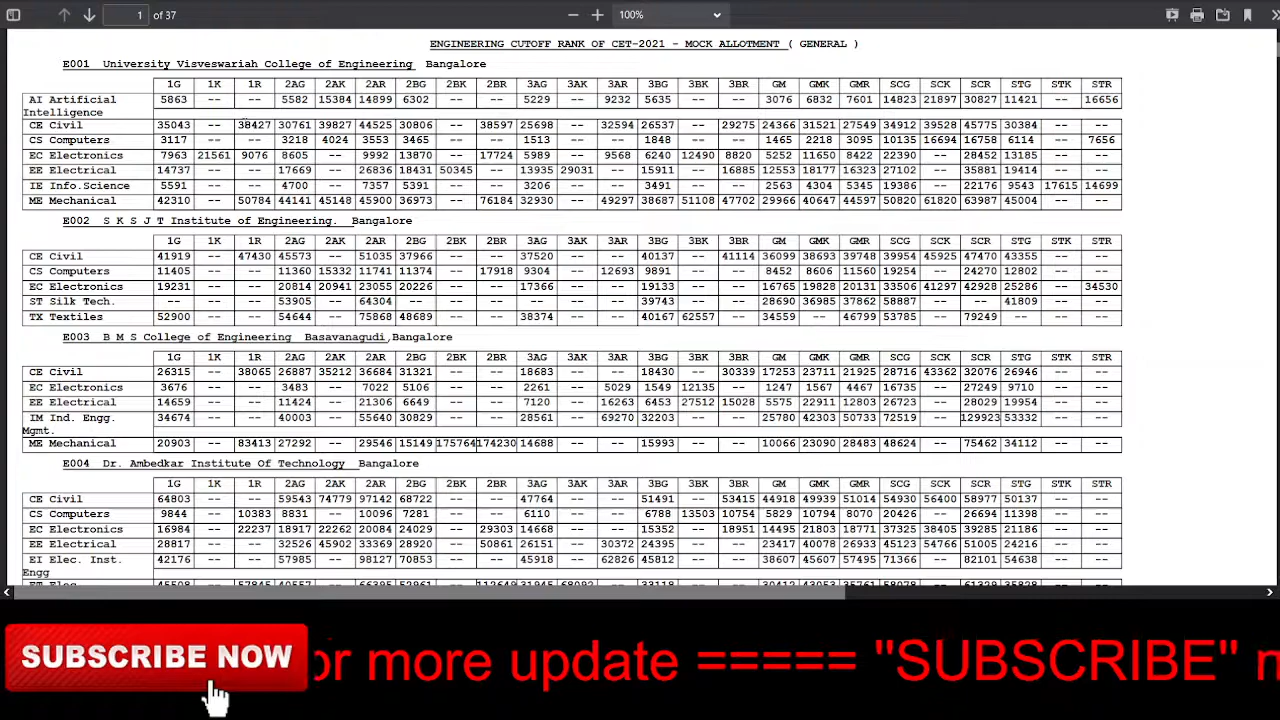 1 of 37 100%
ENGINEERING CUTOFF RANK OF CET-2021 - MOCK ALLOTMENT ( GENERAL )
E001 University Visveswariah College of Engineering Bangalore
1G 1K 1R 2AG 2AK 2AR 2BG 2BK 2BR 3AG 3AK 3AR 3BG 3BK 3BR GM GMK GMR SCG SCK SCR STG STK STR
AI Artificial 5863 -- -- 5582 15384 14899 6302 -- -- 5229 -- 9232 5635 -- -- 3076 6832 7601 14823 21897 30827 11421 -- 16656
Intelligence
CE Civil 35043 -- 38427 30761 39827 44525 30806 -- 38597 25698 -- 32594 26537 -- 29275 24366 31521 27549 34912 39528 45775 30384 -- --
CS Computers 3117 -- -- 3218 4024 3553 3465 -- -- 1513 -- -- 1848 -- -- 1465 2218 3095 10135 16694 16758 6114 -- 7656
EC Electronics 7963 21561 9076 8605 -- 9992 13870 -- 17724 5989 -- 9568 6240 12490 8820 5252 11650 8422 22390 -- 28452 13185 -- --
EE Electrical 14737 -- -- 17669 -- 26836 18431 50345 -- 13935 29031 -- 15911 -- 16885 12553 18177 16323 27102 -- 35881 19414 -- --
IE Info.Science 5591 -- -- 4700 -- 7357 5391 -- -- 3206 -- -- 3491 -- -- 2563 4304 5345 19386 -- 22176 9543 17615 14699
ME Mechanical 42310 -- 50784 44141 45148 45900 36973 -- 76184 32930 -- 49297 38687 51108 47702 29966 40647 44597 50820 61820 63987 45004 -- --
E002 S K S J T Institute of Engineering. Bangalore
1G 1K 1R 2AG 2AK 2AR 2BG 2BK 2BR 3AG 3AK 3AR 3BG 3BK 3BR GM GMK GMR SCG SCK SCR STG STK STR
CE Civil 41919 -- 47430 45573 -- 51035 37966 -- -- 37520 -- -- 40137 -- 41114 36099 38693 39748 39954 45925 47470 43355 -- --
CS Computers 11405 -- -- 11360 15332 11741 11374 -- 17918 9304 -- 12693 9891 -- -- 8452 8606 11560 19254 -- 24270 12802 -- --
EC Electronics 19231 -- -- 20814 20941 23055 20226 -- -- 17366 -- -- 19133 -- -- 16765 19828 20131 33506 41297 42928 25286 -- 34530
ST Silk Tech. -- -- -- 53905 -- 64304 -- -- -- -- -- -- 39743 -- -- 28690 36985 37862 58887 -- -- 41809 -- --
TX Textiles 52900 -- -- 54644 -- 75868 48689 -- -- 38374 -- -- 40167 62557 -- 34559 -- 46799 53785 -- 79249 -- -- --
E003 B M S College of Engineering Basavanagudi,Bangalore
1G 1K 1R 2AG 2AK 2AR 2BG 2BK 2BR 3AG 3AK 3AR 3BG 3BK 3BR GM GMK GMR SCG SCK SCR STG STK STR
CE Civil 26315 -- 38065 26887 35212 36684 31321 -- -- 18683 -- -- 18430 -- 30339 17253 23711 21925 28716 43362 32076 26946 -- --
EC Electronics 3676 -- -- 3483 -- 7022 5106 -- -- 2261 -- 5029 1549 12135 -- 1247 1567 4467 16735 -- 27249 9710 -- --
EE Electrical 14659 -- -- 11424 -- 21306 6649 -- -- 7120 -- 16263 6453 27512 15028 5575 22911 12803 26723 -- 28029 19954 -- --
IM Ind. Engg. 34674 -- -- 40003 -- 55640 30829 -- -- 28561 -- 69270 32203 -- -- 25780 42303 50733 72519 -- 129923 53332 -- --
Mgmt.
ME Mechanical 20903 -- 83413 27292 -- 29546 15149 175764 174230 14688 -- -- 15993 -- -- 10066 23090 28483 48624 -- 75462 34112 -- --
E004 Dr. Ambedkar Institute Of Technology Bangalore
1G 1K 1R 2AG 2AK 2AR 2BG 2BK 2BR 3AG 3AK 3AR 3BG 3BK 3BR GM GMK GMR SCG SCK SCR STG STK STR
CE Civil 64803 -- -- 59543 74779 97142 68722 -- -- 47764 -- -- 51491 -- 53415 44918 49939 51014 54930 56400 58977 50137 -- --
CS Computers 9844 -- 10383 8831 -- 10096 7281 -- -- 6110 -- -- 6788 13503 10754 5829 10794 8070 20426 -- 26694 11398 -- --
EC Electronics 16984 -- 22237 18917 22262 20084 24029 -- 29303 14668 -- -- 15352 -- 18951 14495 21803 18771 37325 38405 39285 21186 -- --
EE Electrical 28817 -- -- 32526 45902 33369 28920 -- 50861 26151 -- 30372 24395 -- -- 23417 40078 26933 45123 54766 51005 24216 -- --
EI Elec. Inst. 42176 -- -- 57985 -- 98127 70853 -- -- 45918 -- 62826 45812 -- -- 38607 45607 57495 71366 -- 82101 54638 -- --
Engg
SUBSCRIBE NOW
or more update ===== "SUBSCRIBE" n